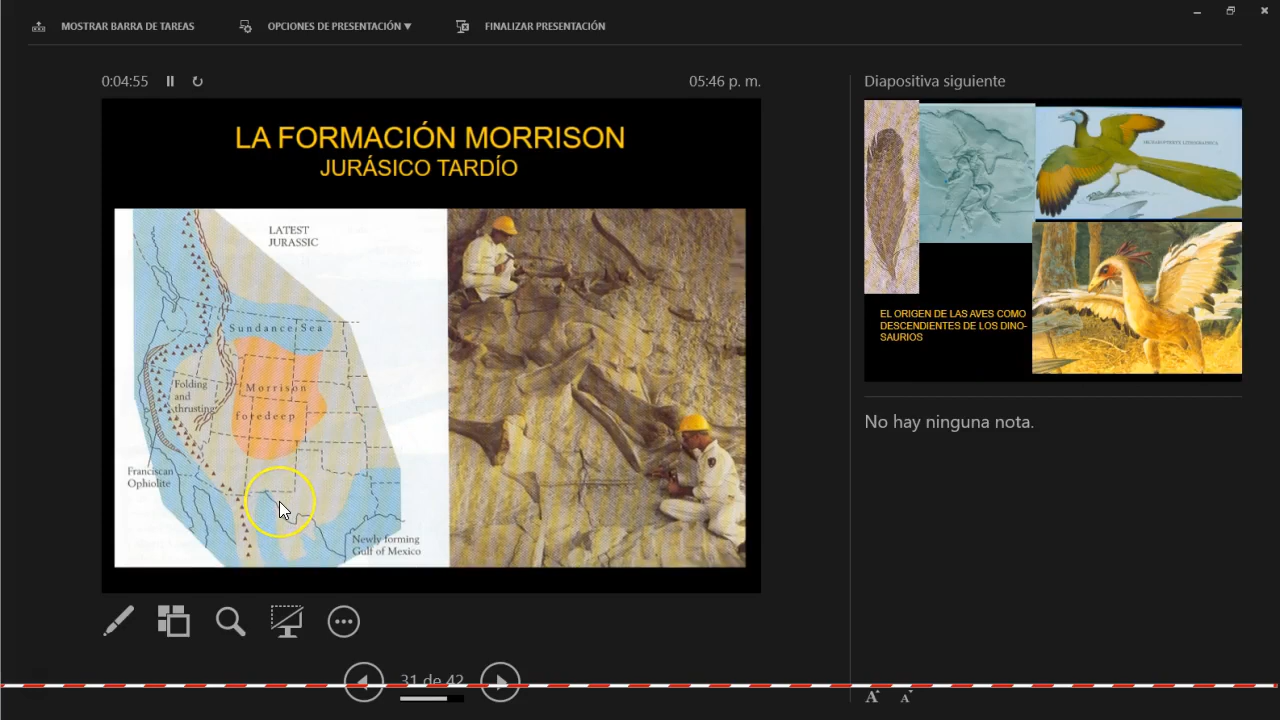 MOSTRAR BARRA DE TAREAS
OPCIONES DE PRESENTACIÓN ▼
FINALIZAR PRESENTACIÓN
0:04:55
05:46 p. m.
Diapositiva siguiente
LA FORMACIÓN MORRISON
JURÁSICO TARDÍO
LATEST
JURASSIC
Sundance Sea
Folding
and
thrusting
Morrison
foredeep
Franciscan
Ophiolite
Newly forming
Gulf of Mexico
EL ORIGEN DE LAS AVES COMO
DESCENDIENTES DE LOS DINO-
SAURIOS
No hay ninguna nota.
31 de 42
A
A